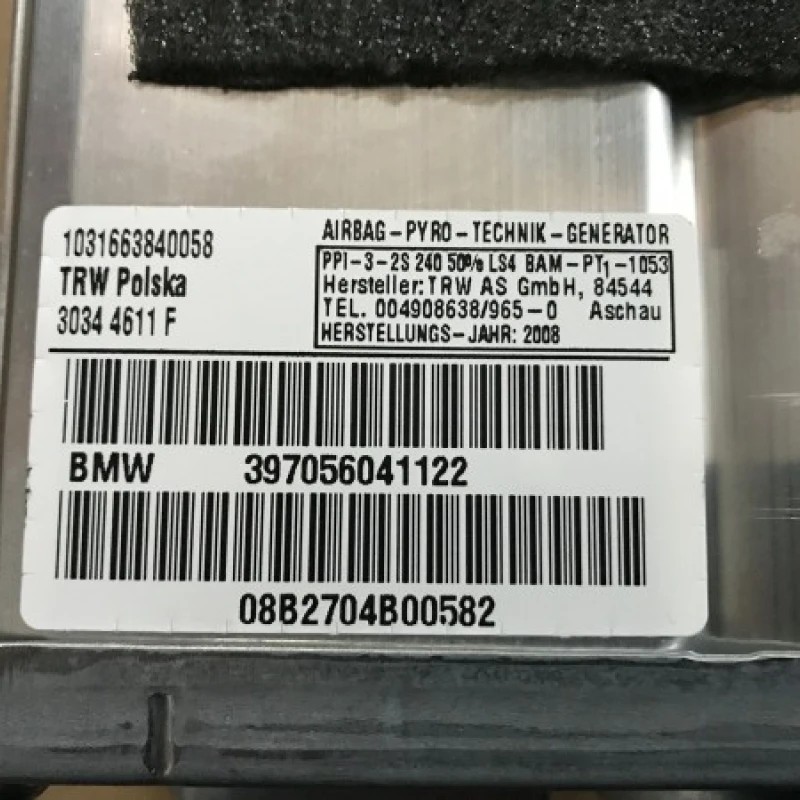 1031663840058
TRW Polska
3034 4611 F
AIRBAG-PYRO-TECHNIK-GENERATOR
PPI-3-2S 240 50% LS4 BAM-PT1-1053
Hersteller: TRW AS GmbH, 84544
TEL. 004908638/965-0 Aschau
HERSTELLUNGS-JAHR: 2008
BMW 397056041122
08B2704B00582